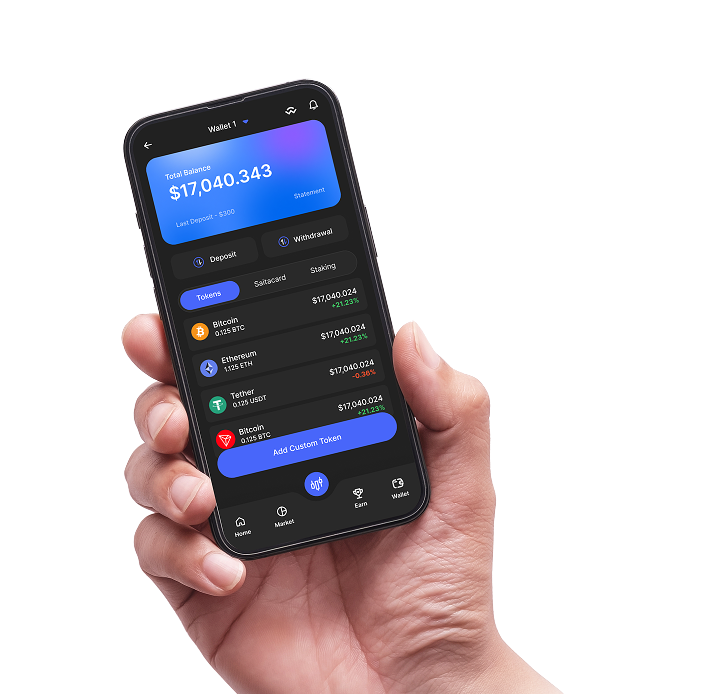 Wallet 1
Total Balance
$17,040.343
Last Deposit - $300
Statement
Deposit
Withdrawal
Tokens
Saitacard
Staking
Bitcoin
0.125 BTC
$17,040.024
+21.23%
Ethereum
1.125 ETH
$17,040.024
+21.23%
Tether
0.125 USDT
$17,040.024
-0.36%
Bitcoin
0.125 BTC
$17,040.024
+21.23%
Add Custom Token
Home
Market
Earn
Wallet